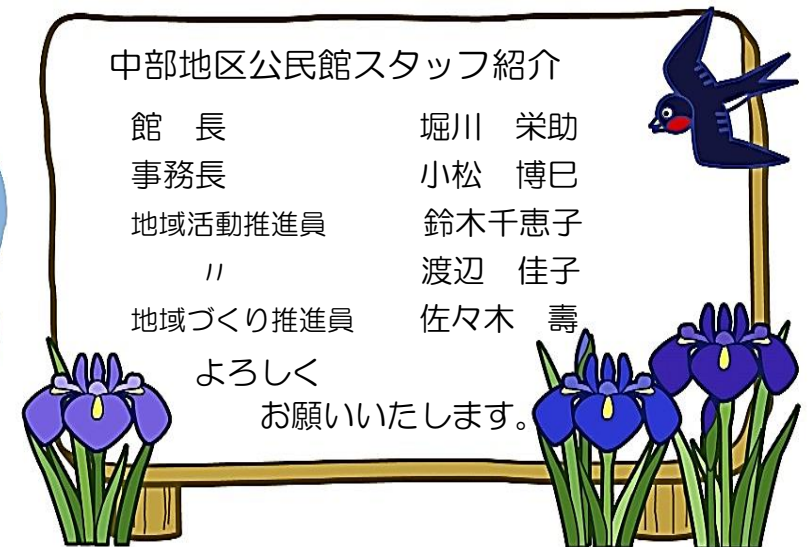 中部地区公民館スタッフ紹介
館　長　堀川　栄助
事務長　小松　博巳
地域活動推進員　鈴木千恵子
〃　渡辺　佳子
地域づくり推進員　佐々木　壽
よろしく
お願いいたします。